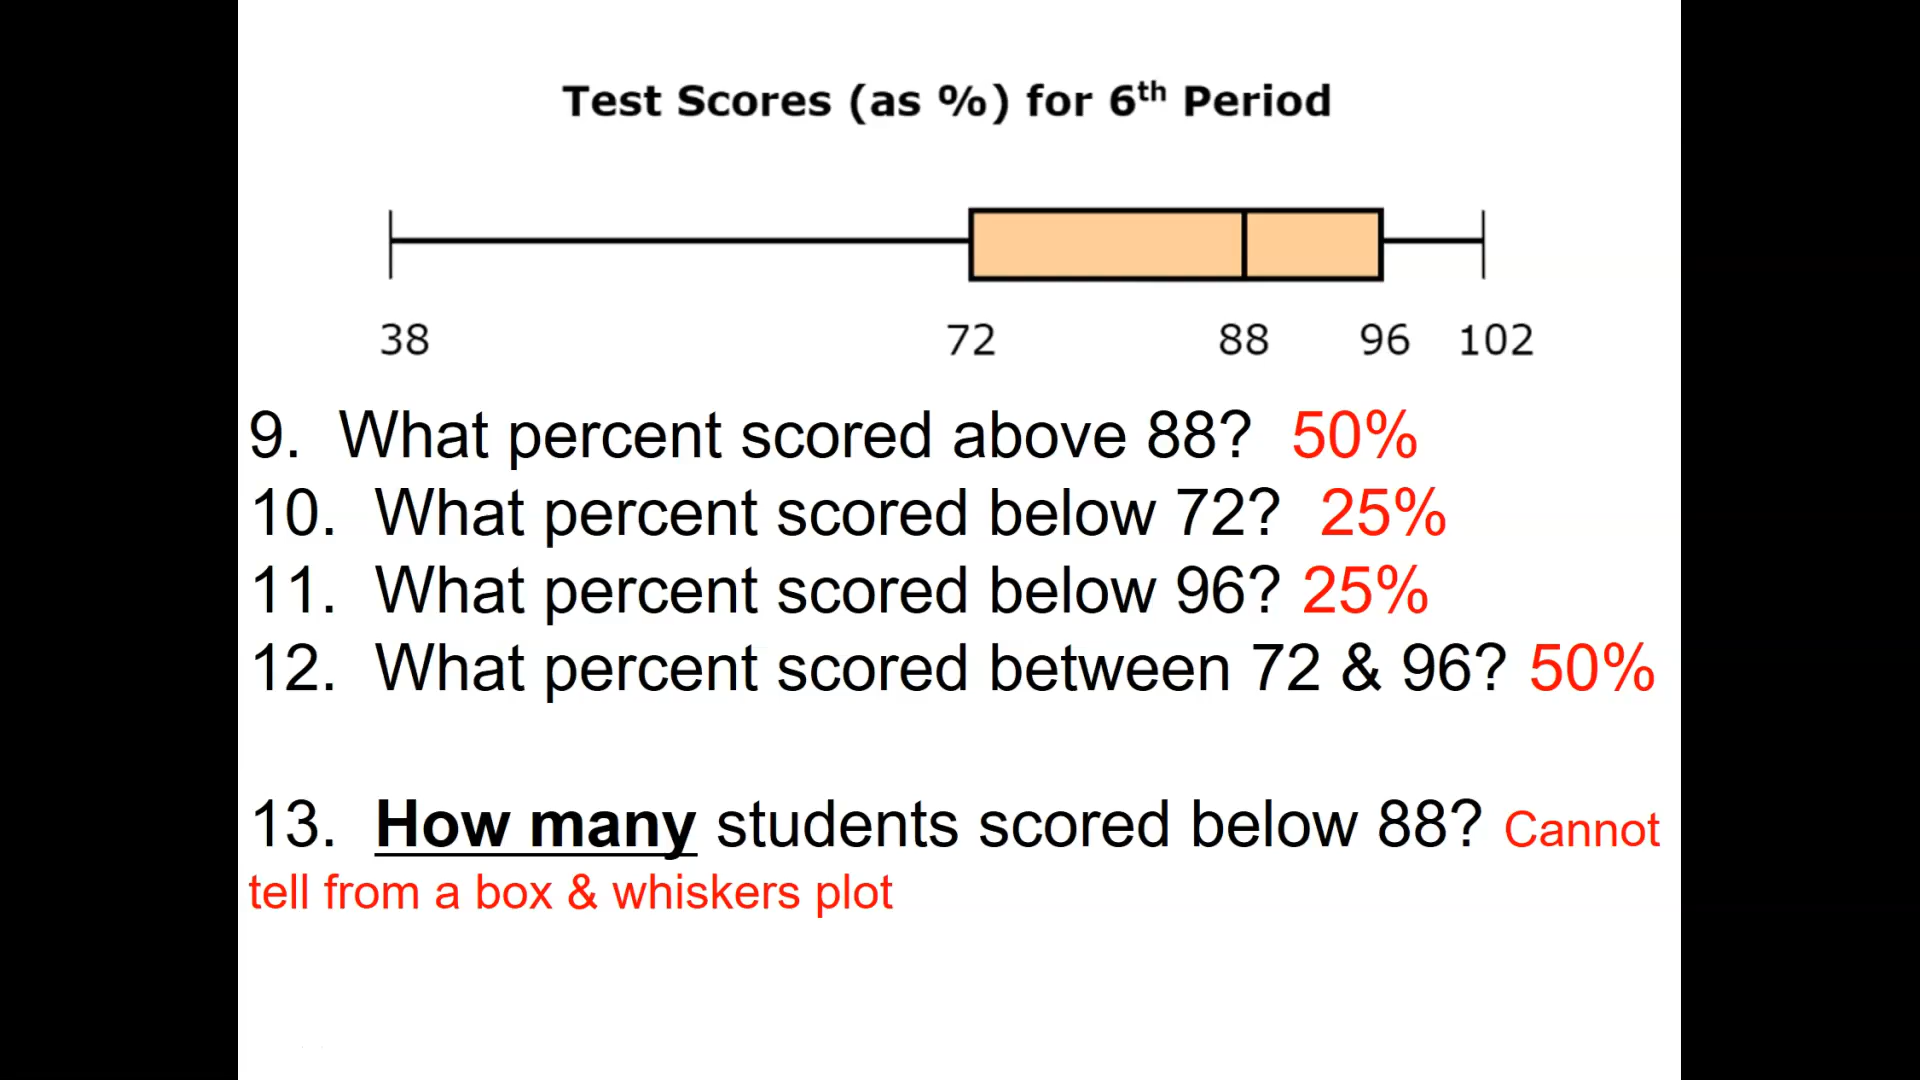 Test Scores (as %) for 6th Period
38 72 88 96 102
9. What percent scored above 88? 50%
10. What percent scored below 72? 25%
11. What percent scored below 96? 25%
12. What percent scored between 72 & 96? 50%
13. How many students scored below 88? Cannot
tell from a box & whiskers plot